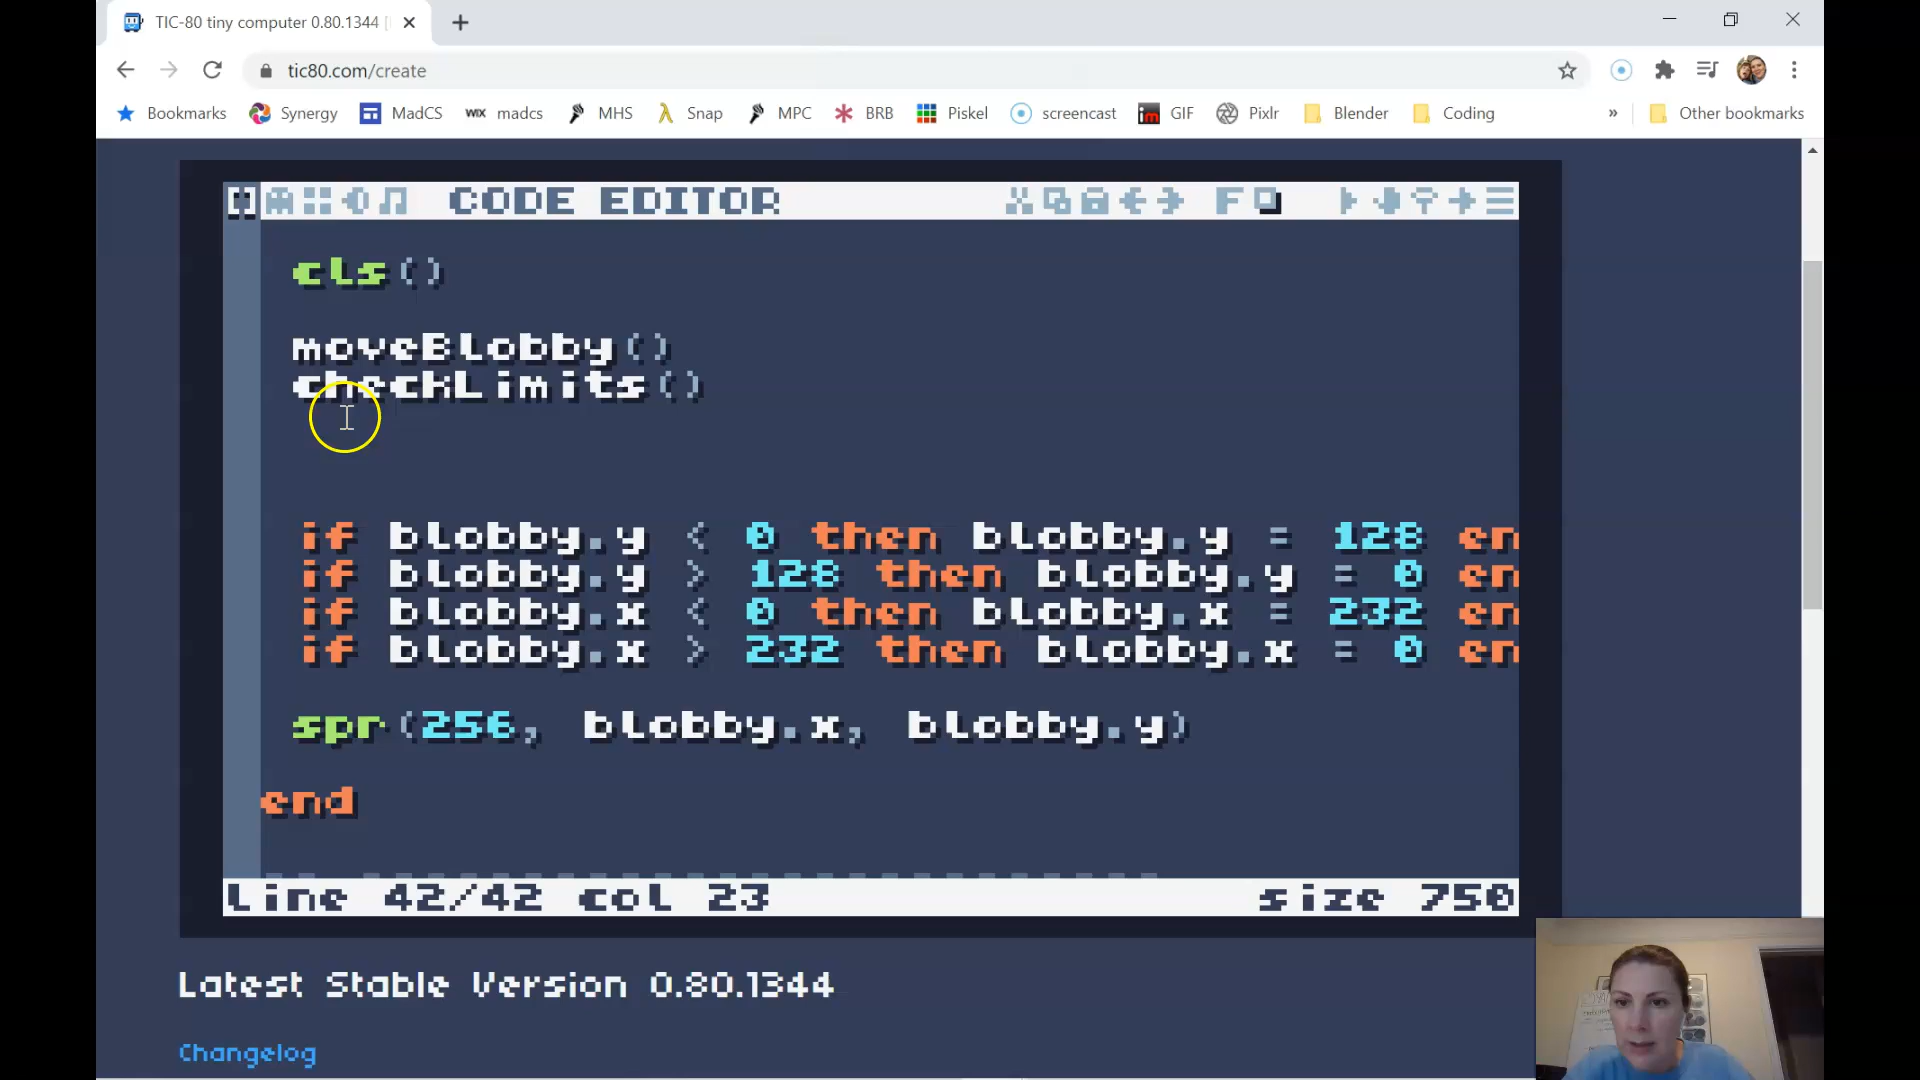 TIC-80 tiny computer 0.80.1344 [
tic80.com/create
Bookmarks Synergy MadCS WiX madcs MHS λ Snap MPC BRB Piskel screencast im GIF Pixlr Blender Coding » Other bookmarks
CODE EDITOR F
cls()
moveBlobby()
checkLimits()
if blobby.y < 0 then blobby.y = 128 en
if blobby.y > 128 then blobby.y = 0 en
if blobby.x < 0 then blobby.x = 232 en
if blobby.x > 232 then blobby.x = 0 en
spr(256, blobby.x, blobby.y)
end
line 42/42 col 23 size 750
Latest Stable Version 0.80.1344
Changelog